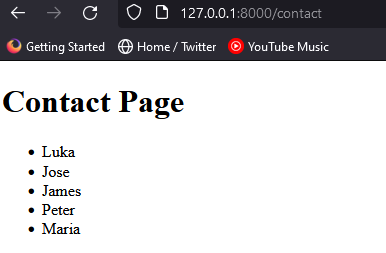 127.0.0.1:8000/contact
Getting Started Home / Twitter YouTube Music
Contact Page
Luka
Jose
James
Peter
Maria